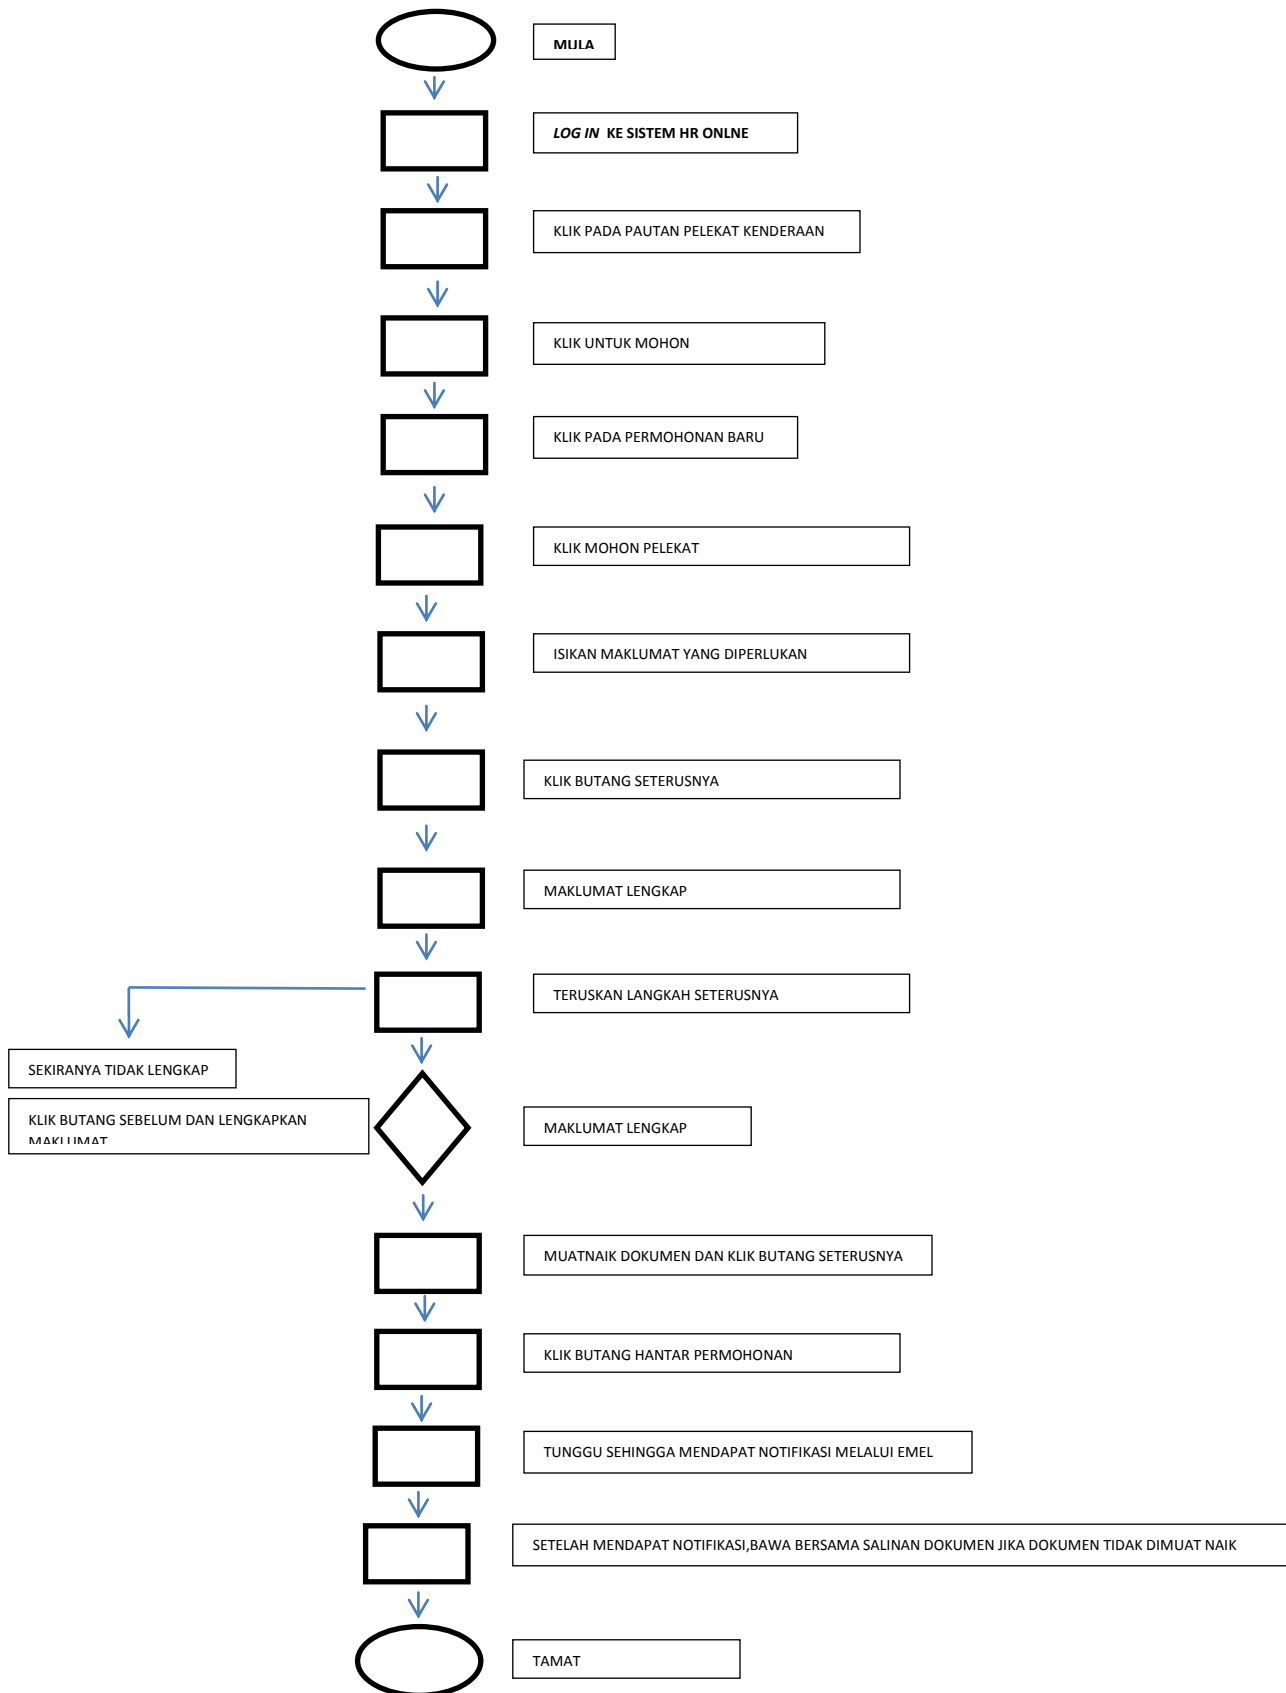 MULA
LOG IN KE SISTEM HR ONLNE
KLIK PADA PAUTAN PELEKAT KENDERAAN
KLIK UNTUK MOHON
KLIK PADA PERMOHONAN BARU
KLIK MOHON PELEKAT
ISIKAN MAKLUMAT YANG DIPERLUKAN
KLIK BUTANG SETERUSNYA
MAKLUMAT LENGKAP
TERUSKAN LANGKAH SETERUSNYA
SEKIRANYA TIDAK LENGKAP
KLIK BUTANG SEBELUM DAN LENGKAPKAN
MAKLUMAT
MAKLUMAT LENGKAP
MUATNAIK DOKUMEN DAN KLIK BUTANG SETERUSNYA
KLIK BUTANG HANTAR PERMOHONAN
TUNGGU SEHINGGA MENDAPAT NOTIFIKASI MELALUI EMEL
SETELAH MENDAPAT NOTIFIKASI,BAWA BERSAMA SALINAN DOKUMEN JIKA DOKUMEN TIDAK DIMUAT NAIK
TAMAT